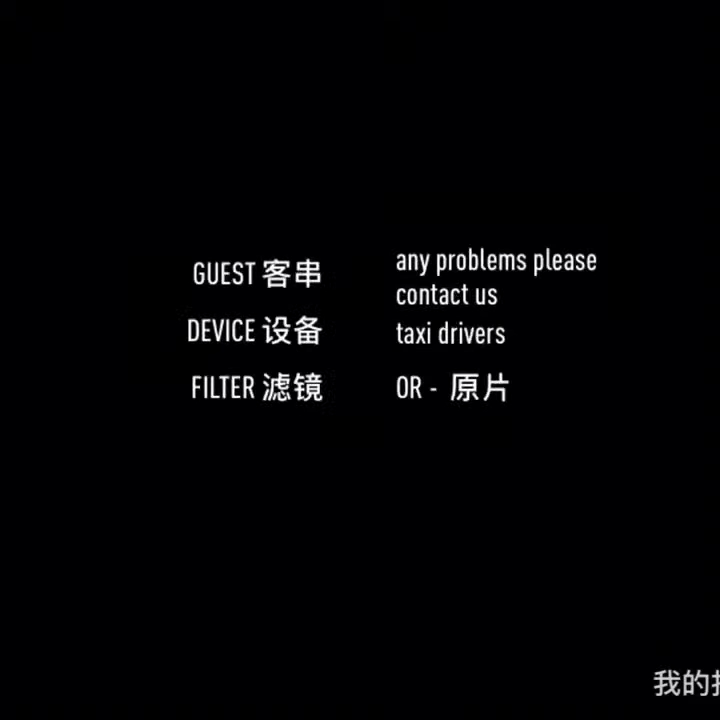 GUEST 客串
any problems please
contact us
DEVICE 设备
taxi drivers
FILTER 滤镜
OR - 原片
我的